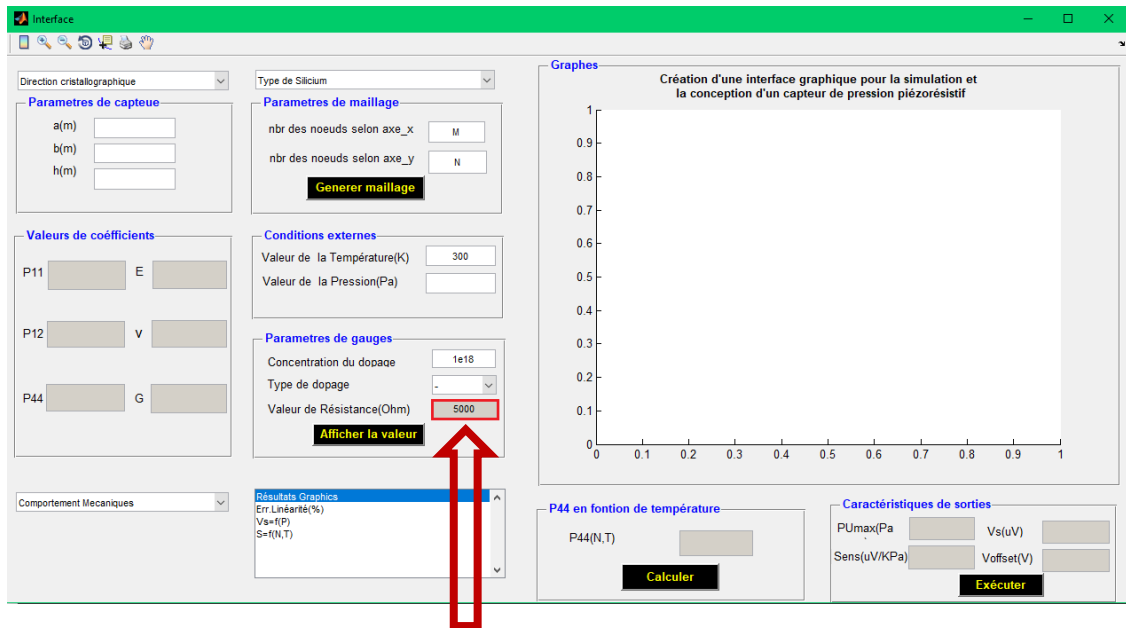 Interface
Direction cristallographique
Type de Silicium
Parametres de capteue
a(m)
b(m)
h(m)
Parametres de maillage
nbr des noeuds selon axe_x M
nbr des noeuds selon axe_y N
Generer maillage
Valeurs de coéfficients
P11 E
P12 v
P44 G
Conditions externes
Valeur de la Température(K) 300
Valeur de la Pression(Pa)
Parametres de gauges
Concentration du dopage 1e18
Type de dopage -
Valeur de Résistance(Ohm) 5000
Afficher la valeur
Comportement Mecaniques
Résultats Graphics
Err.Linéarité(%)
Vs=f(P)
S=f(N,T)
Graphes
Création d'une interface graphique pour la simulation et
la conception d'un capteur de pression piézorésistif
1
0.9
0.8
0.7
0.6
0.5
0.4
0.3
0.2
0.1
0
0 0.1 0.2 0.3 0.4 0.5 0.6 0.7 0.8 0.9 1
P44 en fontion de température
P44(N,T)
Calculer
Caractéristiques de sorties
PUmax(Pa Vs(uV)
Sens(uV/KPa) Voffset(V)
Exécuter